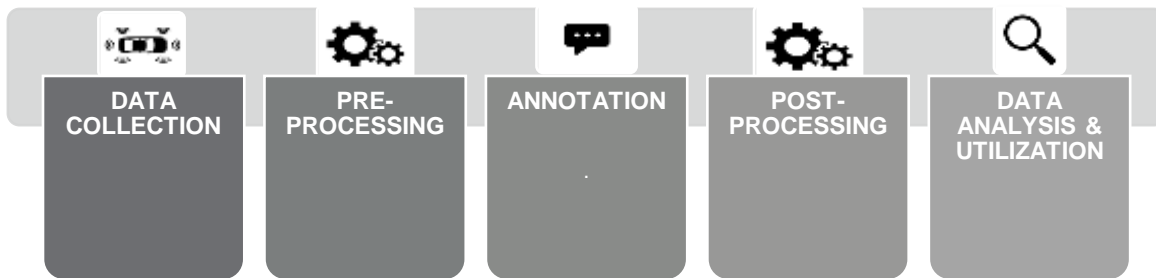 DATA
COLLECTION
PRE-
PROCESSING
ANNOTATION
.
POST-
PROCESSING
DATA
ANALYSIS &
UTILIZATION